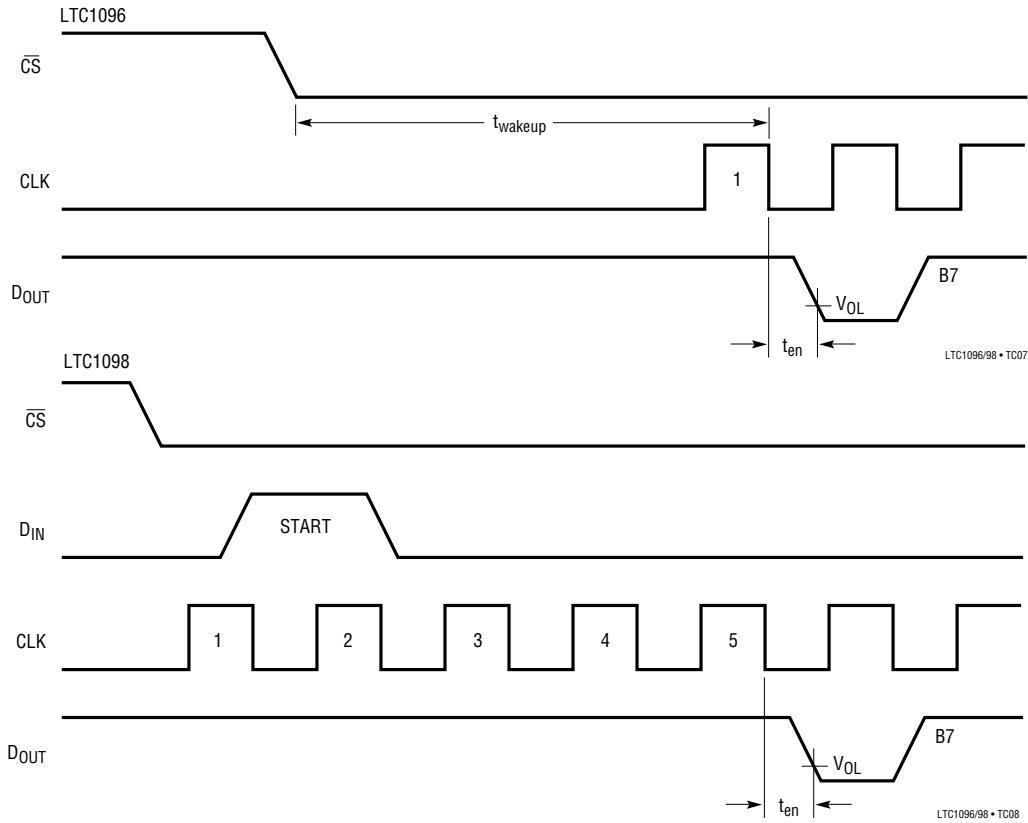 LTC1096
CS
twakeup
CLK
1
DOUT
B7
VOL
ten
LTC1096/98 • TC07
LTC1098
CS
DIN
START
CLK
1 2 3 4 5
DOUT
B7
VOL
ten
LTC1096/98 • TC08